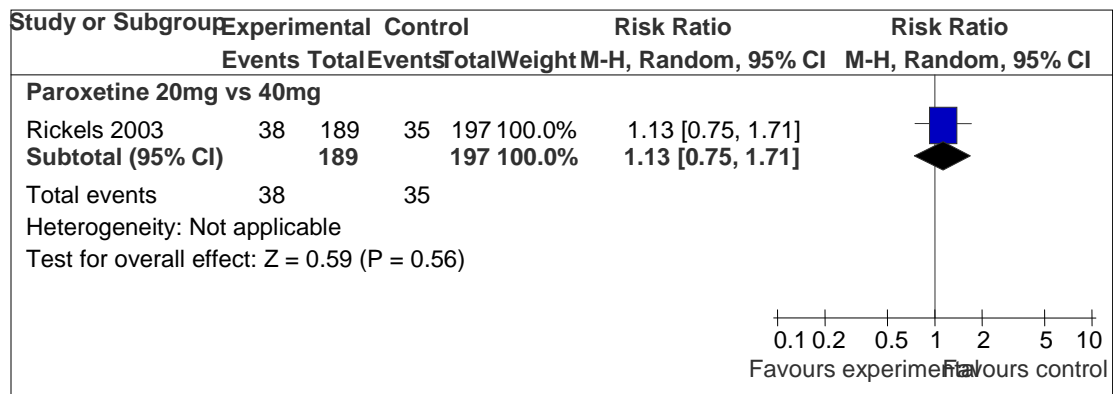 Study or Subgroup Experimental Control Risk Ratio Risk Ratio
Events Total Events Total Weight M-H, Random, 95% CI M-H, Random, 95% CI
Paroxetine 20mg vs 40mg
Rickels 2003 38 189 35 197 100.0% 1.13 [0.75, 1.71]
Subtotal (95% CI) 189 197 100.0% 1.13 [0.75, 1.71]
Total events 38 35
Heterogeneity: Not applicable
Test for overall effect: Z = 0.59 (P = 0.56)
0.1 0.2 0.5 1 2 5 10
Favours experimental Favours control